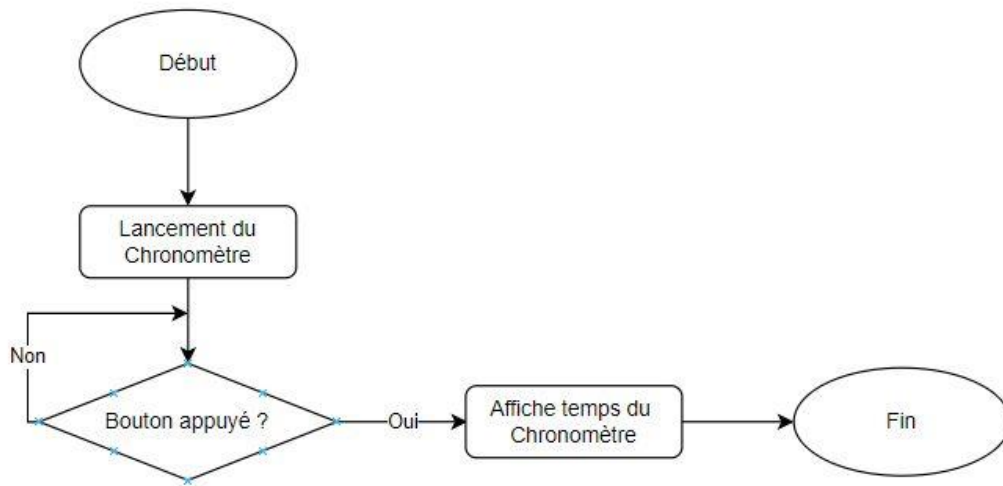 Début
Lancement du
Chronomètre
Non
Bouton appuyé ?
Oui
Affiche temps du
Chronomètre
Fin